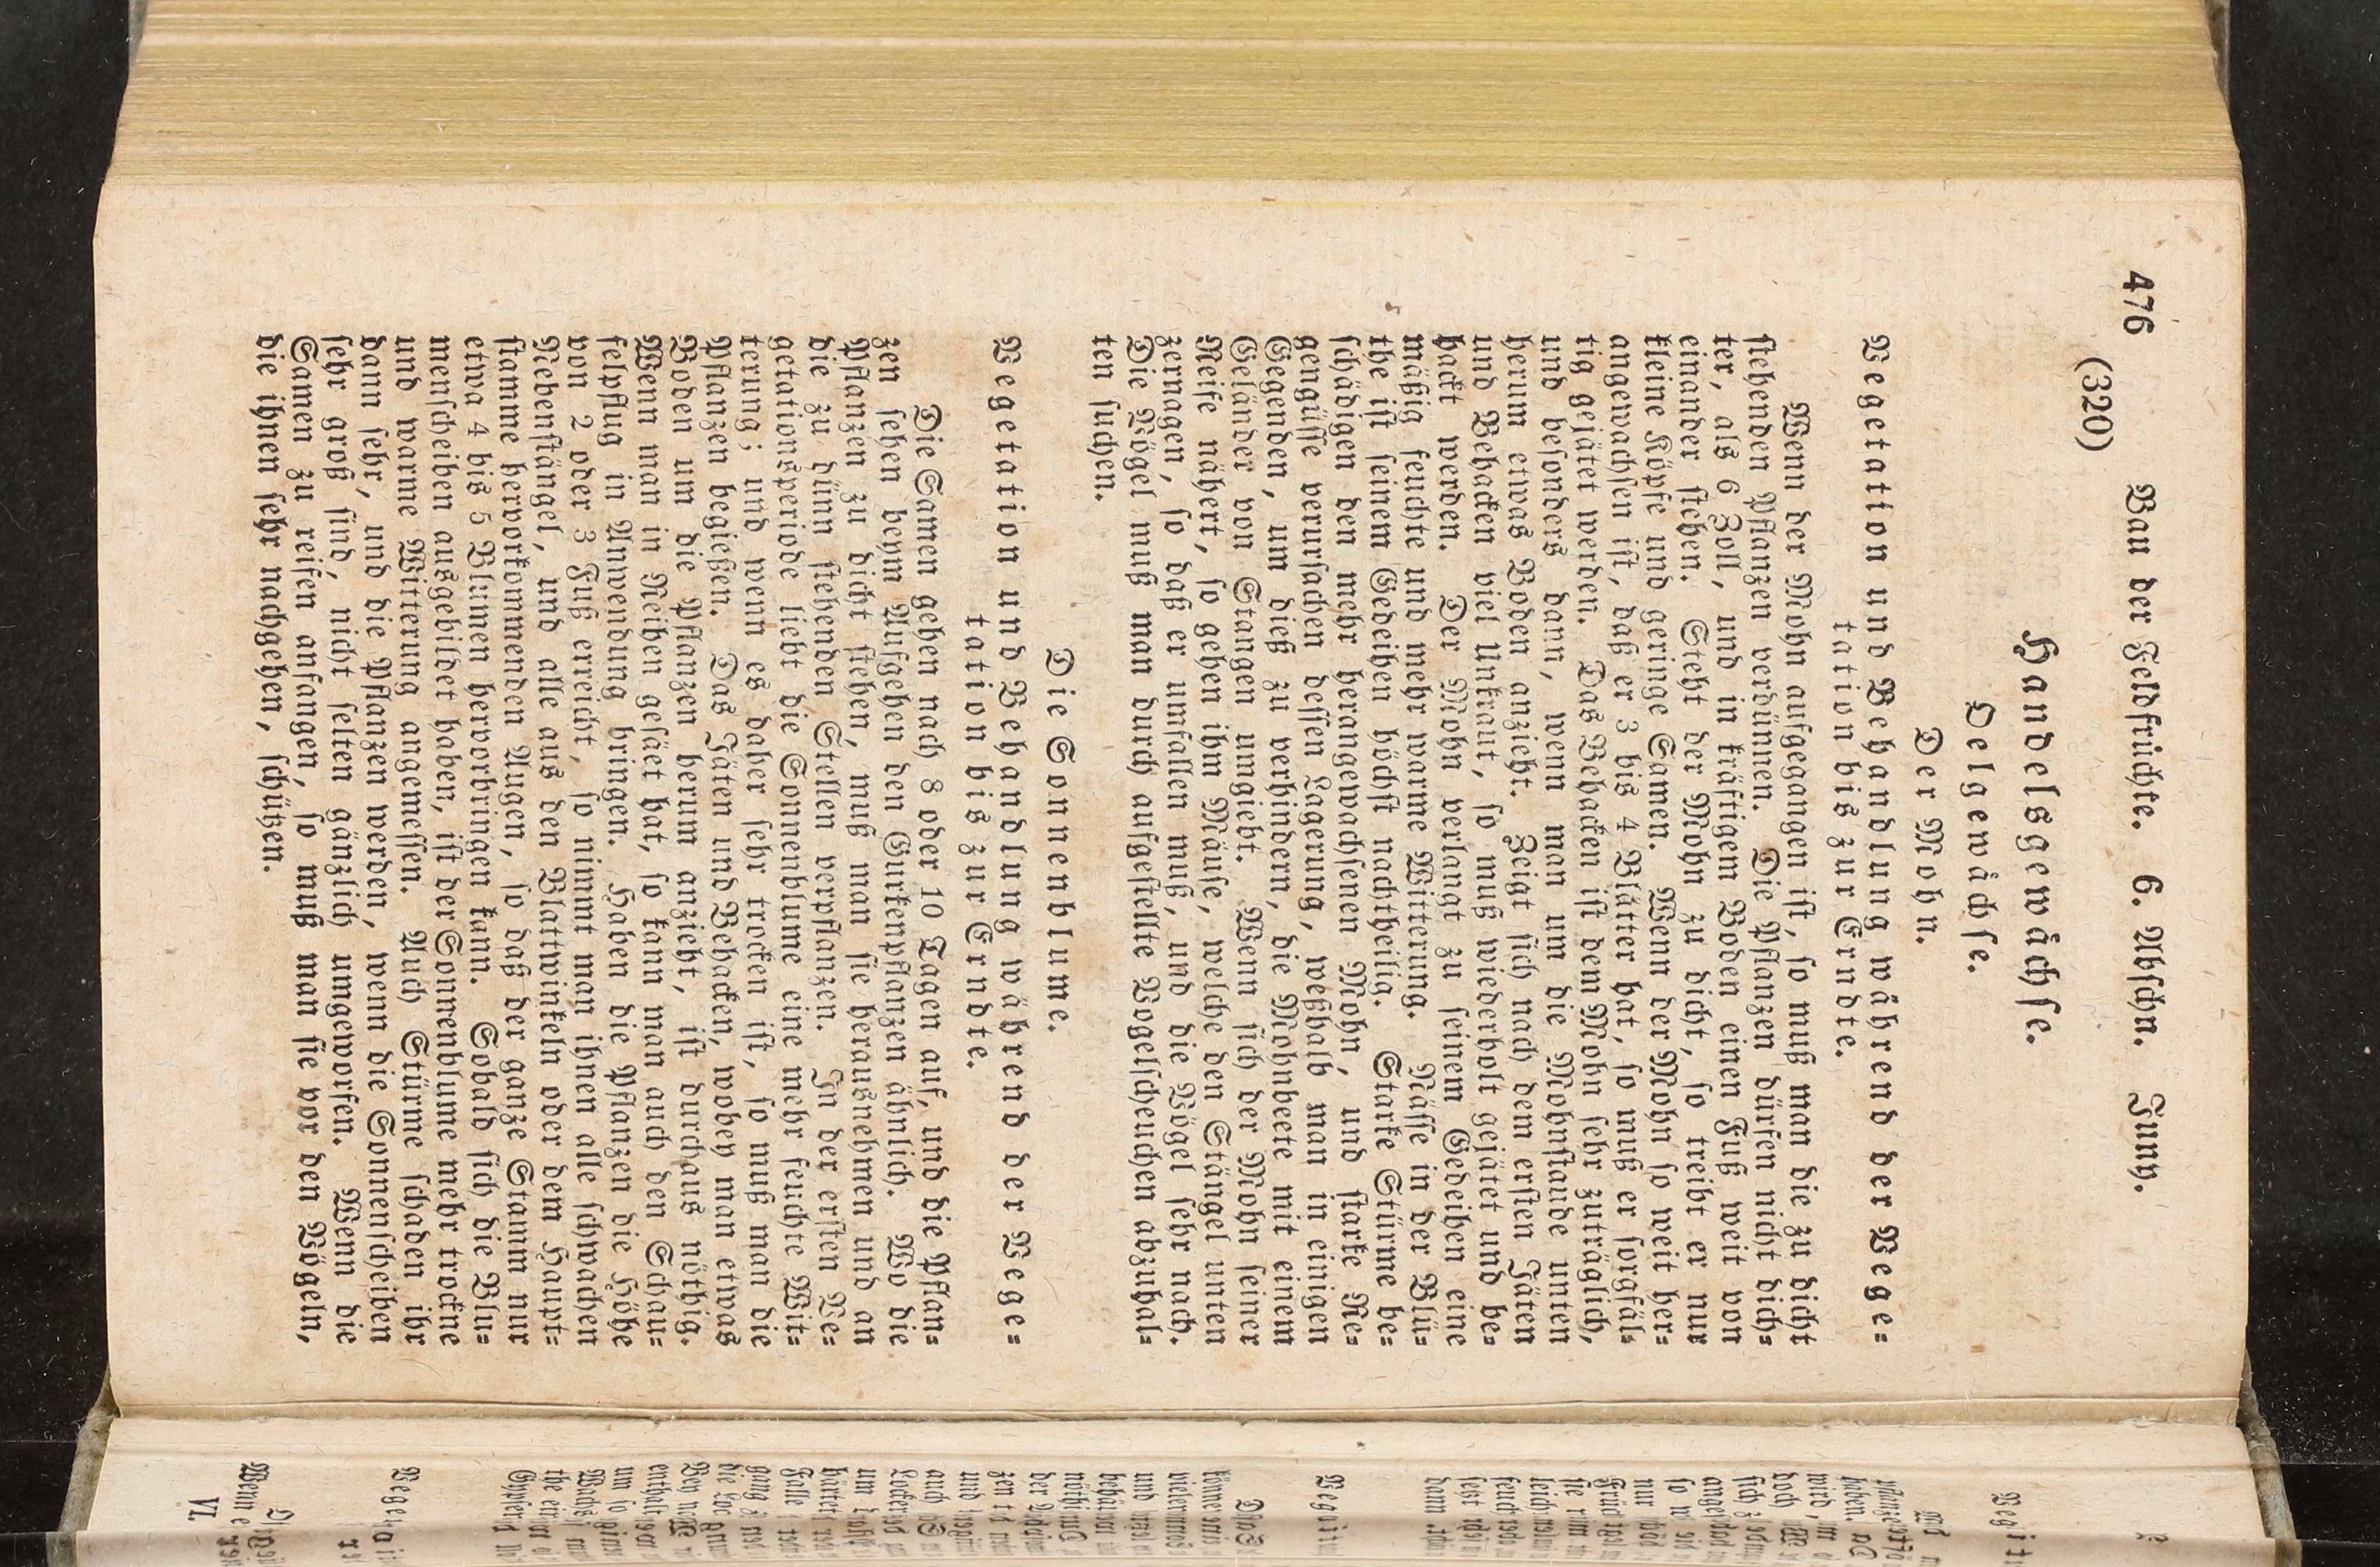 476 Bau der Feldfrüchte. 6. Abschn. Juny.
(320)
Handelsgewächse.
Oelgewächse.
Der Mohn.
Vegetation und Behandlung während der Vege=
tation bis zur Erndte.
Wenn der Mohn aufgegangen ist, so muß man die zu dicht
stehenden Pflanzen verdünnen. Die Pflanzen dürfen nicht dich=
ter, als 6 Zoll, und in kräftigem Boden einen Fuß weit von
einander stehen. Steht der Mohn zu dicht, so treibt er nur
kleine Köpfe und geringe Samen. Wenn der Mohn so weit her=
angewachsen ist, daß er 3 bis 4 Blätter hat, so muß er sorgfäl=
tig gejätet werden. Das Behacken ist dem Mohn sehr zuträglich,
und besonders dann, wenn man um die Mohnstaude unten
herum etwas Boden anzieht. Zeigt sich nach dem ersten Jäten
und Behacken viel Unkraut, so muß wiederholt gejätet und be=
hackt werden. Der Mohn verlangt zu seinem Gedeihen eine
mäßig feuchte und mehr warme Witterung. Nässe in der Blü=
the ist seinem Gedeihen höchst nachtheilig. Starke Stürme be=
schädigen den mehr herangewachsenen Mohn, und starke Re=
gengüsse verursachen dessen Lagerung, weßhalb man in einigen
Gegenden, um dieß zu verhindern, die Mohnbeete mit einem
Geländer von Stangen umgiebt. Wenn sich der Mohn seiner
Reife nähert, so gehen ihm Mäuse, welche den Stängel unten
zernagen, so daß er umfallen muß, und die Vögel sehr nach.
Die Vögel muß man durch aufgestellte Vogelscheuchen abzuhal=
ten suchen.
Die Sonnenblume.
Vegetation und Behandlung während der Vege=
tation bis zur Erndte.
Die Samen gehen nach 8 oder 10 Tagen auf, und die Pflan=
zen sehen beym Aufgehen den Gurkenpflanzen ähnlich. Wo die
Pflanzen zu dicht stehen, muß man sie herausnehmen und an
die zu dünn stehenden Stellen verpflanzen. In der ersten Ve=
getationsperiode liebt die Sonnenblume eine mehr feuchte Wit=
terung; und wenn es daher sehr trocken ist, so muß man die
Pflanzen begießen. Das Jäten und Behacken, wobey man etwas
Boden um die Pflanzen herum anzieht, ist durchaus nöthig.
Wenn man in Reihen gesäet hat, so kann man auch den Schau=
felpflug in Anwendung bringen. Haben die Pflanzen die Höhe
von 2 oder 3 Fuß erreicht, so nimmt man ihnen alle schwachen
Nebenstängel, und alle aus den Blattwinkeln oder dem Haupt=
stamme hervorkommenden Augen, so daß der ganze Stamm nur
etwa 4 bis 5 Blumen hervorbringen kann. Sobald sich die Blu=
menscheiben ausgebildet haben, ist der Sonnenblume mehr trockne
und warme Witterung angemessen. Auch Stürme schaden ihr
dann sehr, und die Pflanzen werden, wenn die Sonnenscheiben
sehr groß sind, nicht selten gänzlich umgeworfen. Wenn die
Samen zu reifen anfangen, so muß man sie vor den Vögeln,
die ihnen sehr nachgehen, schützen.